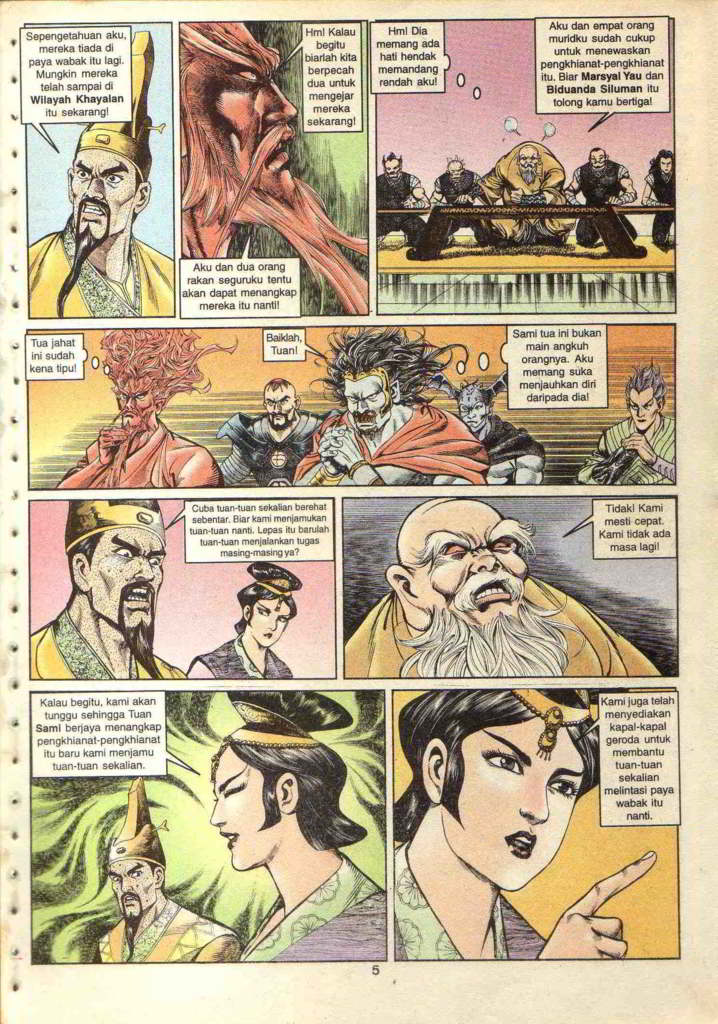 Sepengetahuan aku,
mereka tiada di
paya wabak itu lagi.
Mungkin mereka
telah sampai di
Wilayah Khayalan
itu sekarang!
Hm! Kalau
begitu
biarlah kita
berpecah
dua untuk
mengejar
mereka
sekarang!
Aku dan dua orang
rakan seguruku tentu
akan dapat menangkap
mereka itu nanti!
Hm! Dia
memang ada
hati hendak
memandang
rendah aku!
Aku dan empat orang
muridku sudah cukup
untuk menewaskan
pengkhianat-pengkhianat
itu. Biar Marsyal Yau dan
Biduanda Siluman itu
tolong kamu bertiga!
Tua jahat
ini sudah
kena tipu!
Baiklah,
Tuan!
Sami tua ini bukan
main angkuh
orangnya. Aku
memang suka
menjauhkan diri
daripada dia!
Cuba tuan-tuan sekalian berehat
sebentar. Biar kami menjamukan
tuan-tuan nanti. Lepas itu barulah
tuan-tuan menjalankan tugas
masing-masing ya?
Tidak! Kami
mesti cepat.
Kami tidak ada
masa lagi!
Kalau begitu, kami akan
tunggu sehingga Tuan
Sami berjaya menangkap
pengkhianat-pengkhianat
itu baru kami menjamu
tuan-tuan sekalian.
Kami juga telah
menyediakan
kapal-kapal
geroda untuk
membantu
tuan-tuan
sekalian
melintasi paya
wabak itu
nanti.
5